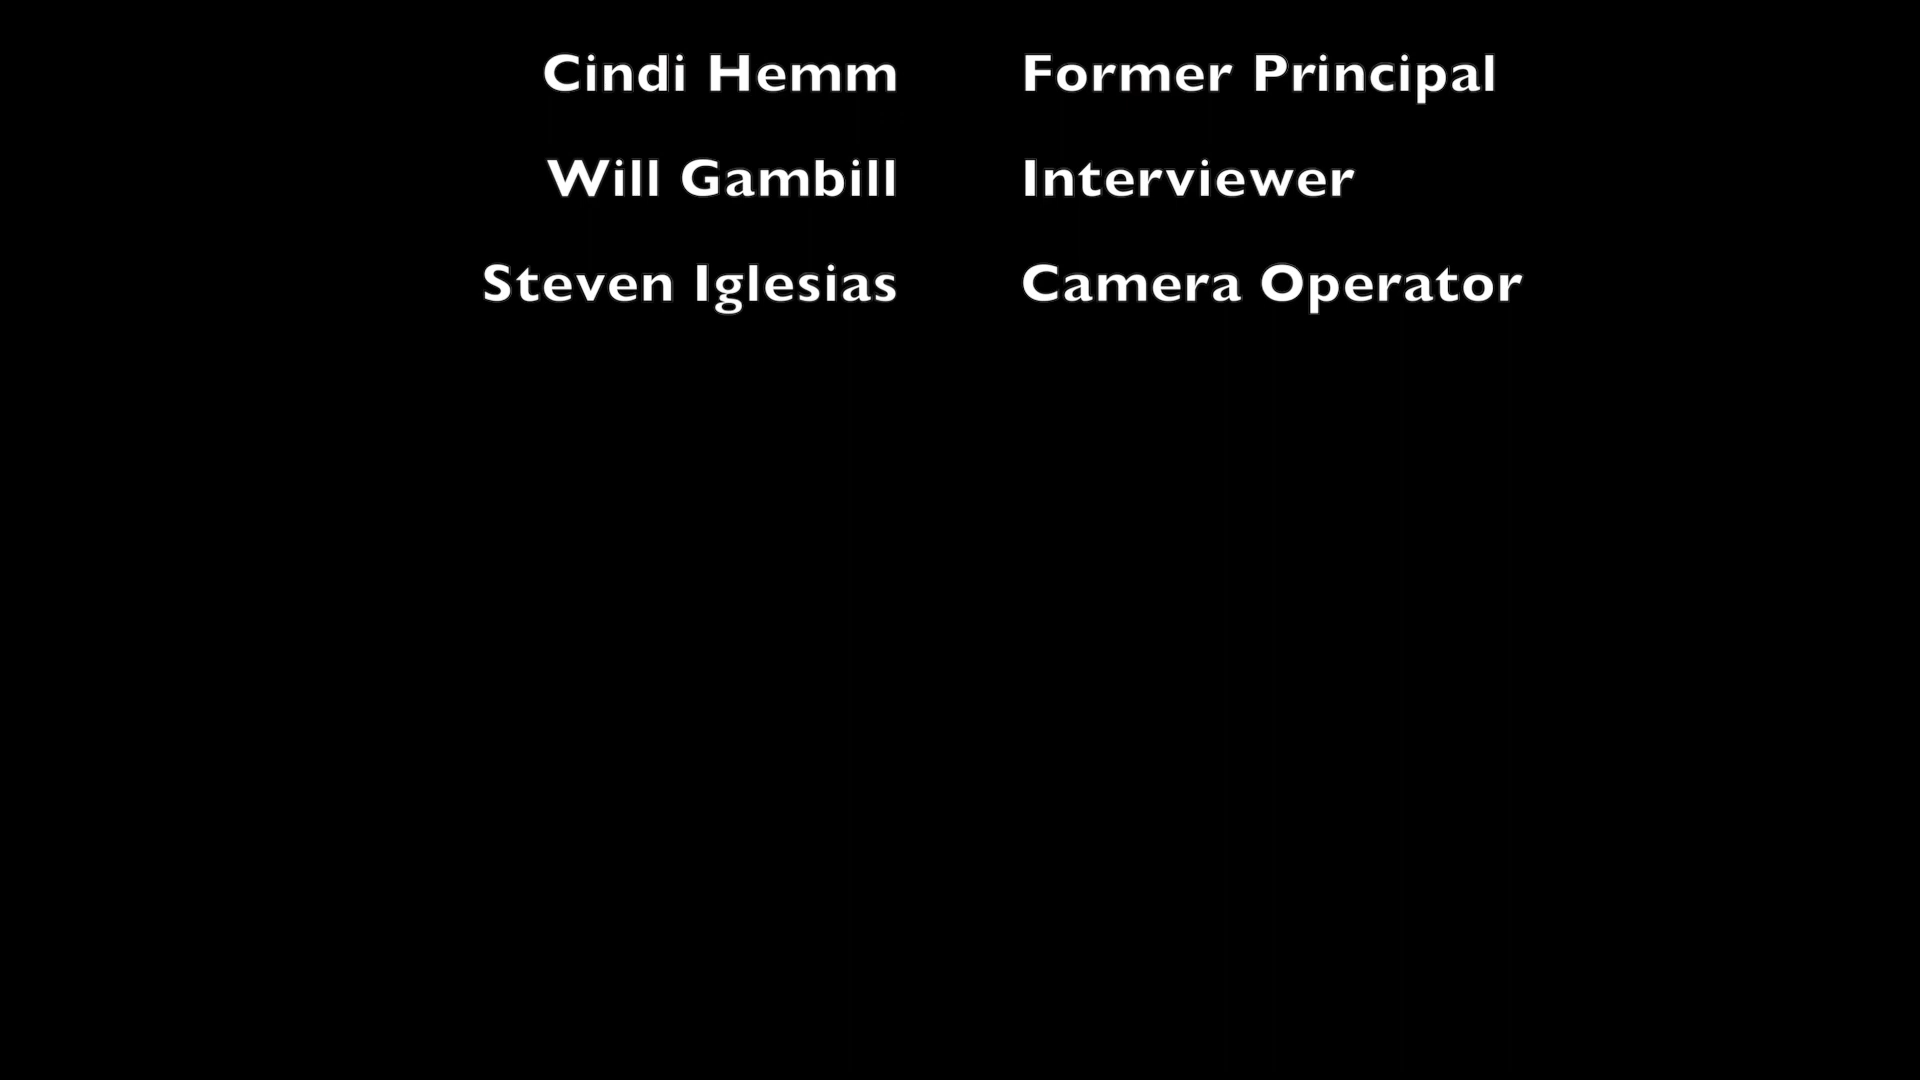 Cindi Hemm Former Principal
Will Gambill Interviewer
Steven Iglesias Camera Operator